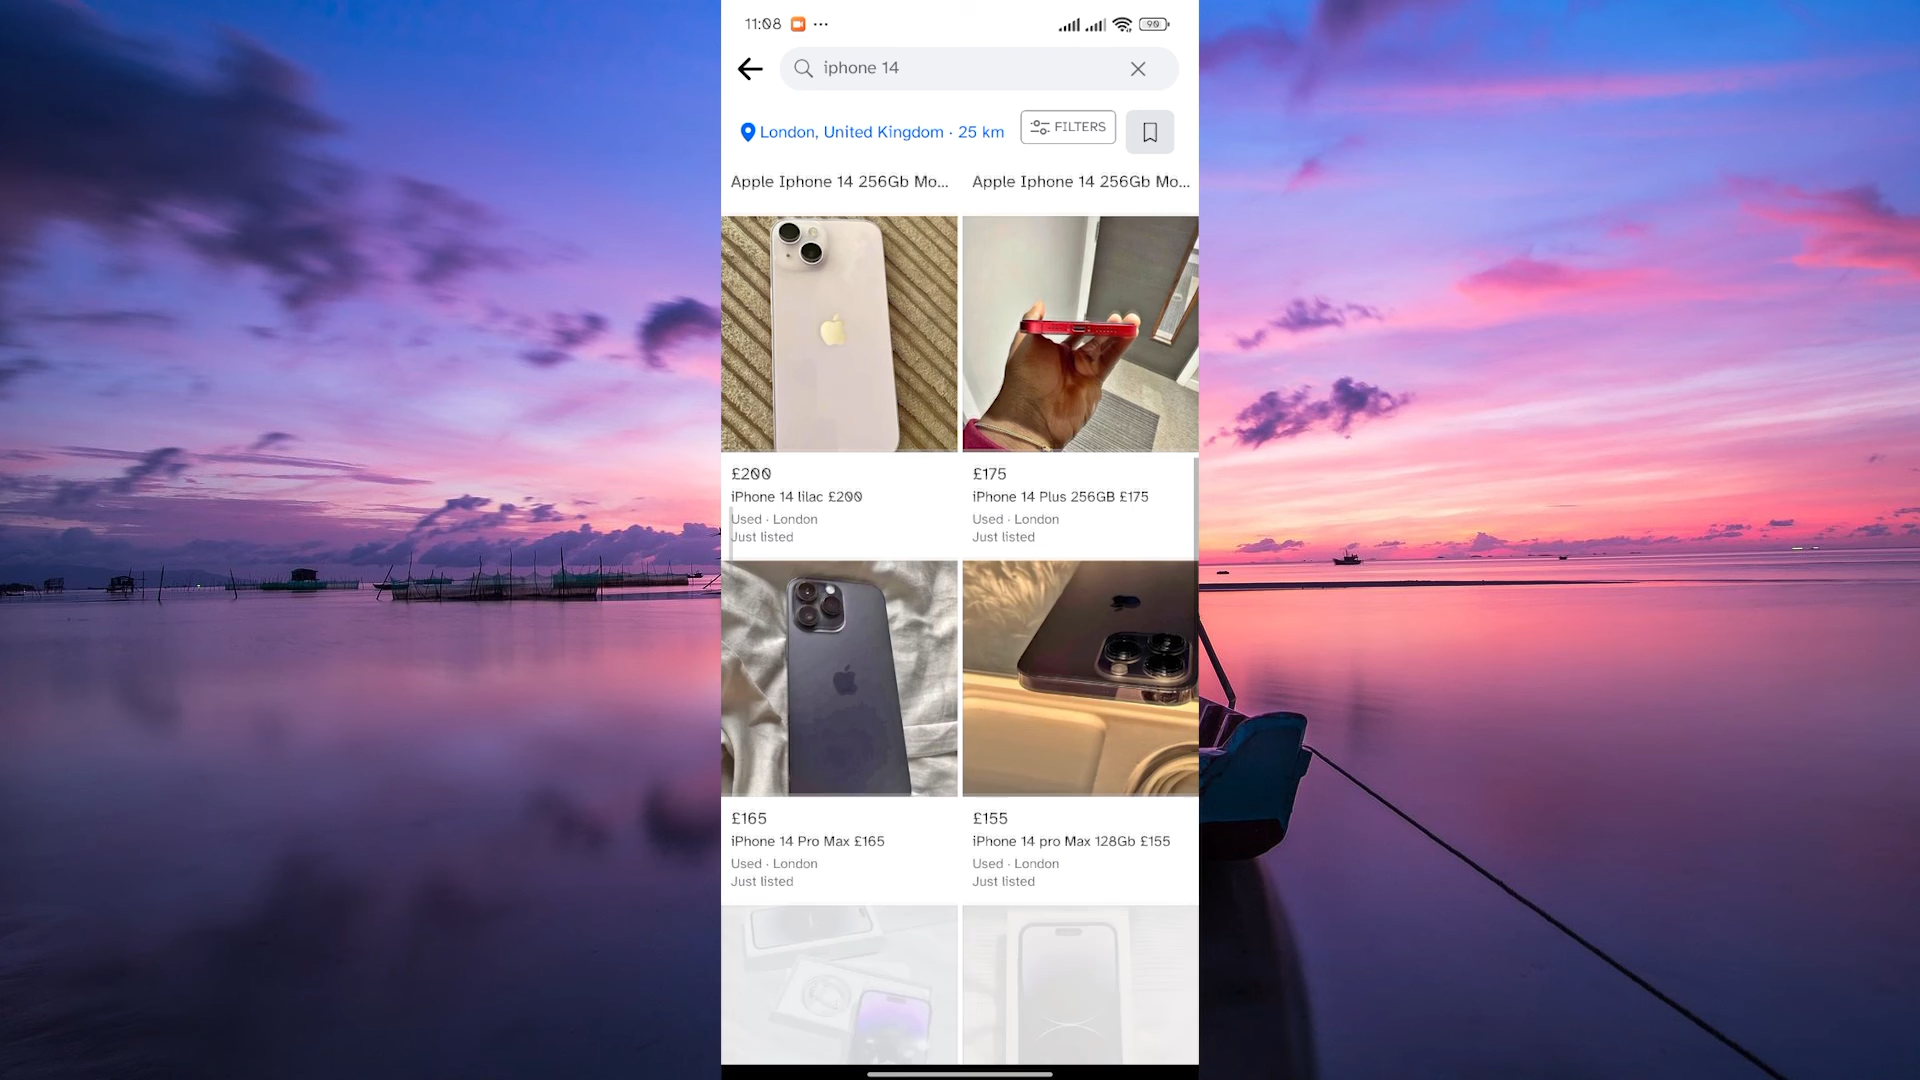 11:08 ...
90
iphone 14
London, United Kingdom · 25 km
FILTERS
Apple Iphone 14 256Gb Mo...
Apple Iphone 14 256Gb Mo...
£200
iPhone 14 lilac £200
Used · London
Just listed
£175
iPhone 14 Plus 256GB £175
Used · London
Just listed
£165
iPhone 14 Pro Max £165
Used · London
Just listed
£155
iPhone 14 pro Max 128Gb £155
Used · London
Just listed